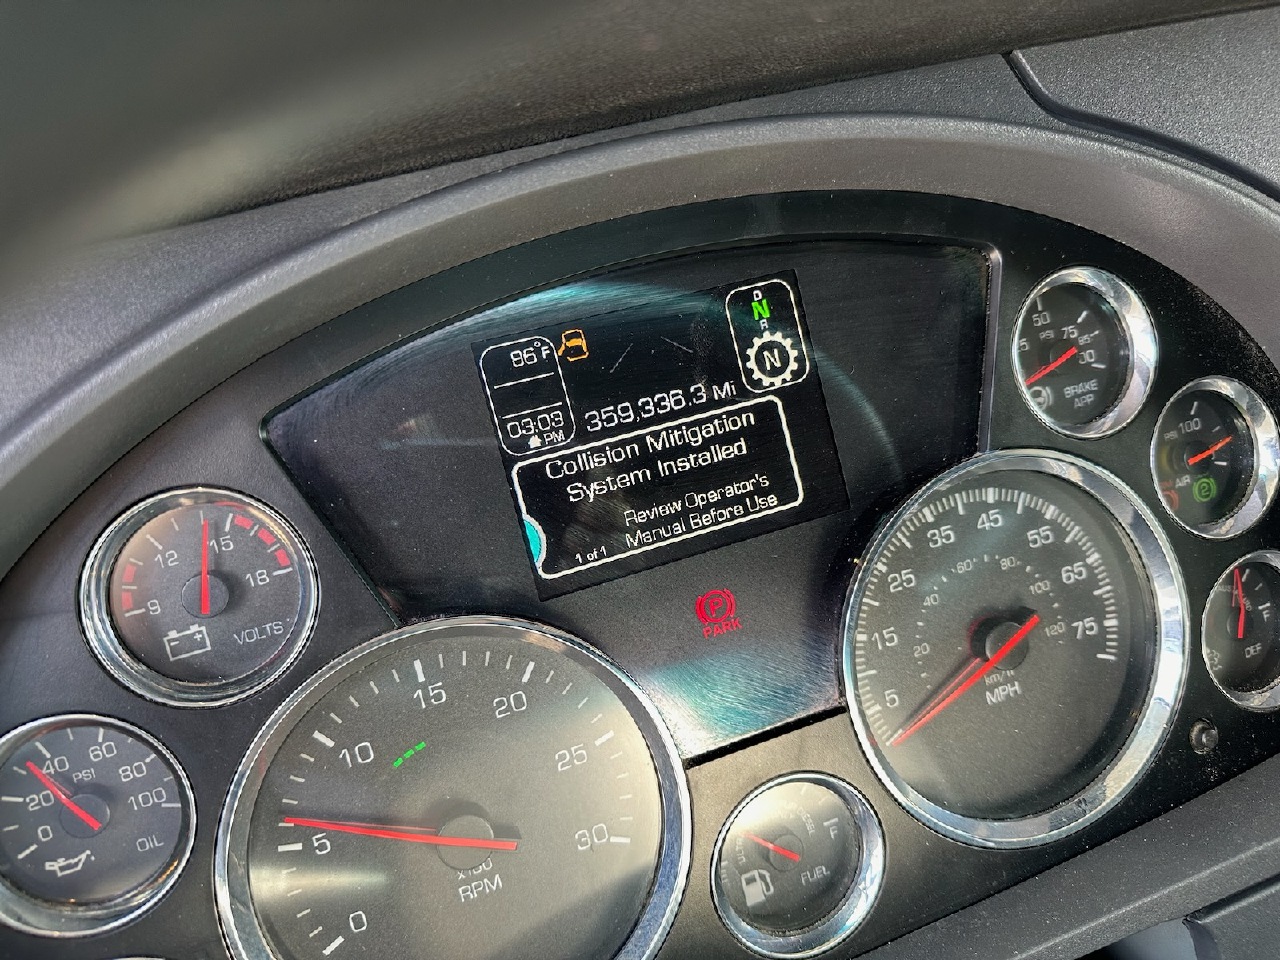 96°F
D
N
R
N
03:03
PM
359,336.3 Mi
Collision Mitigation
System Installed
Review Operator's
Manual Before Use
1 of 1
PARK
9
12
15
18
VOLTS
0
20
40
60
80
100
PSI
OIL
0
5
10
15
20
25
30
x100
RPM
FUEL
5
15
25
35
45
55
65
75
20
40
60
80
100
120
km/h
MPH
50
75
PSI
BRAKE
APP
PSI
100
AIR
2
F
DEF